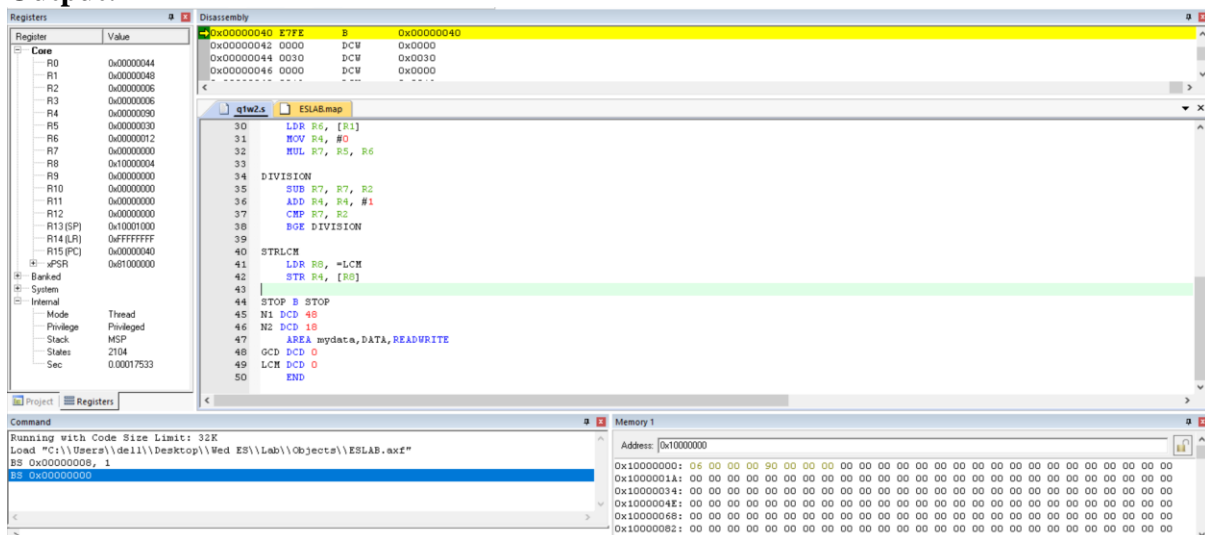 Registers
Register Value
Core
R0 0x00000044
R1 0x00000048
R2 0x00000006
R3 0x00000006
R4 0x00000090
R5 0x00000030
R6 0x00000012
R7 0x00000000
R8 0x10000004
R9 0x00000000
R10 0x00000000
R11 0x00000000
R12 0x00000000
R13 (SP) 0x10001000
R14 (LR) 0xFFFFFFFF
R15 (PC) 0x00000040
xPSR 0x81000000
Banked
System
Internal
Mode Thread
Privilege Privileged
Stack MSP
States 2104
Sec 0.00017533
Project Registers
Disassembly
0x00000040 E7FE B 0x00000040
0x00000042 0000 DCW 0x0000
0x00000044 0030 DCW 0x0030
0x00000046 0000 DCW 0x0000
q1w2.s ESLAB.map
30 LDR R6, [R1]
31 MOV R4, #0
32 MUL R7, R5, R6
33
34 DIVISION
35 SUB R7, R7, R2
36 ADD R4, R4, #1
37 CMP R7, R2
38 BGE DIVISION
39
40 STRLCM
41 LDR R8, =LCM
42 STR R4, [R8]
43
44 STOP B STOP
45 N1 DCD 48
46 N2 DCD 18
47 AREA mydata,DATA,READWRITE
48 GCD DCD 0
49 LCM DCD 0
50 END
Command
Running with Code Size Limit: 32K
Load "C:\\Users\\dell\\Desktop\\Wed ES\\Lab\\Objects\\ESLAB.axf"
BS 0x00000008, 1
BS 0x00000000
Memory 1
Address: 0x10000000
0x10000000: 06 00 00 00 90 00 00 00 00 00 00 00 00 00 00 00 00 00 00 00 00 00 00 00 00 00
0x1000001A: 00 00 00 00 00 00 00 00 00 00 00 00 00 00 00 00 00 00 00 00 00 00 00 00 00 00
0x10000034: 00 00 00 00 00 00 00 00 00 00 00 00 00 00 00 00 00 00 00 00 00 00 00 00 00 00
0x1000004E: 00 00 00 00 00 00 00 00 00 00 00 00 00 00 00 00 00 00 00 00 00 00 00 00 00 00
0x10000068: 00 00 00 00 00 00 00 00 00 00 00 00 00 00 00 00 00 00 00 00 00 00 00 00 00 00
0x10000082: 00 00 00 00 00 00 00 00 00 00 00 00 00 00 00 00 00 00 00 00 00 00 00 00 00 00